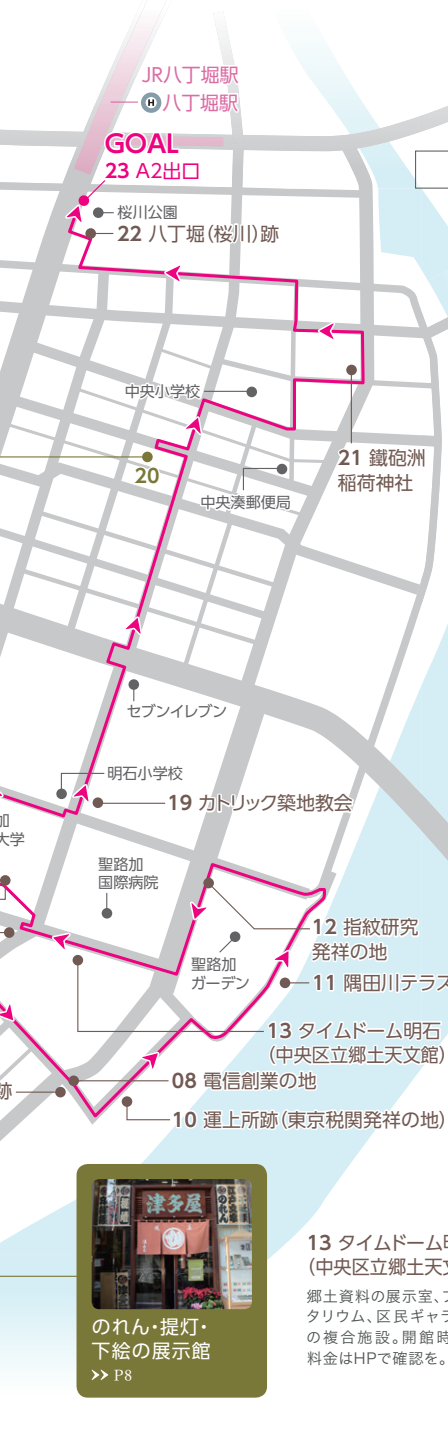 JR八丁堀駅
H 八丁堀駅
GOAL
23 A2出口
桜川公園
22 八丁堀(桜川)跡
中央小学校
20
中央湊郵便局
21 鐵砲洲
稲荷神社
セブンイレブン
明石小学校
19 カトリック築地教会
加
大学
聖路加
国際病院
12 指紋研究
発祥の地
聖路加
ガーデン
11 隅田川テラス
13 タイムドーム明石
(中央区立郷土天文館)
08 電信創業の地
跡
10 運上所跡(東京税関発祥の地)
津多屋
のれん
のれん・提灯・
下絵の展示館
>> P8
13 タイムドーム明
(中央区立郷土天文
郷土資料の展示室、プ
タリウム、区民ギャラ
の複合施設。開館時
料金はHPで確認を。